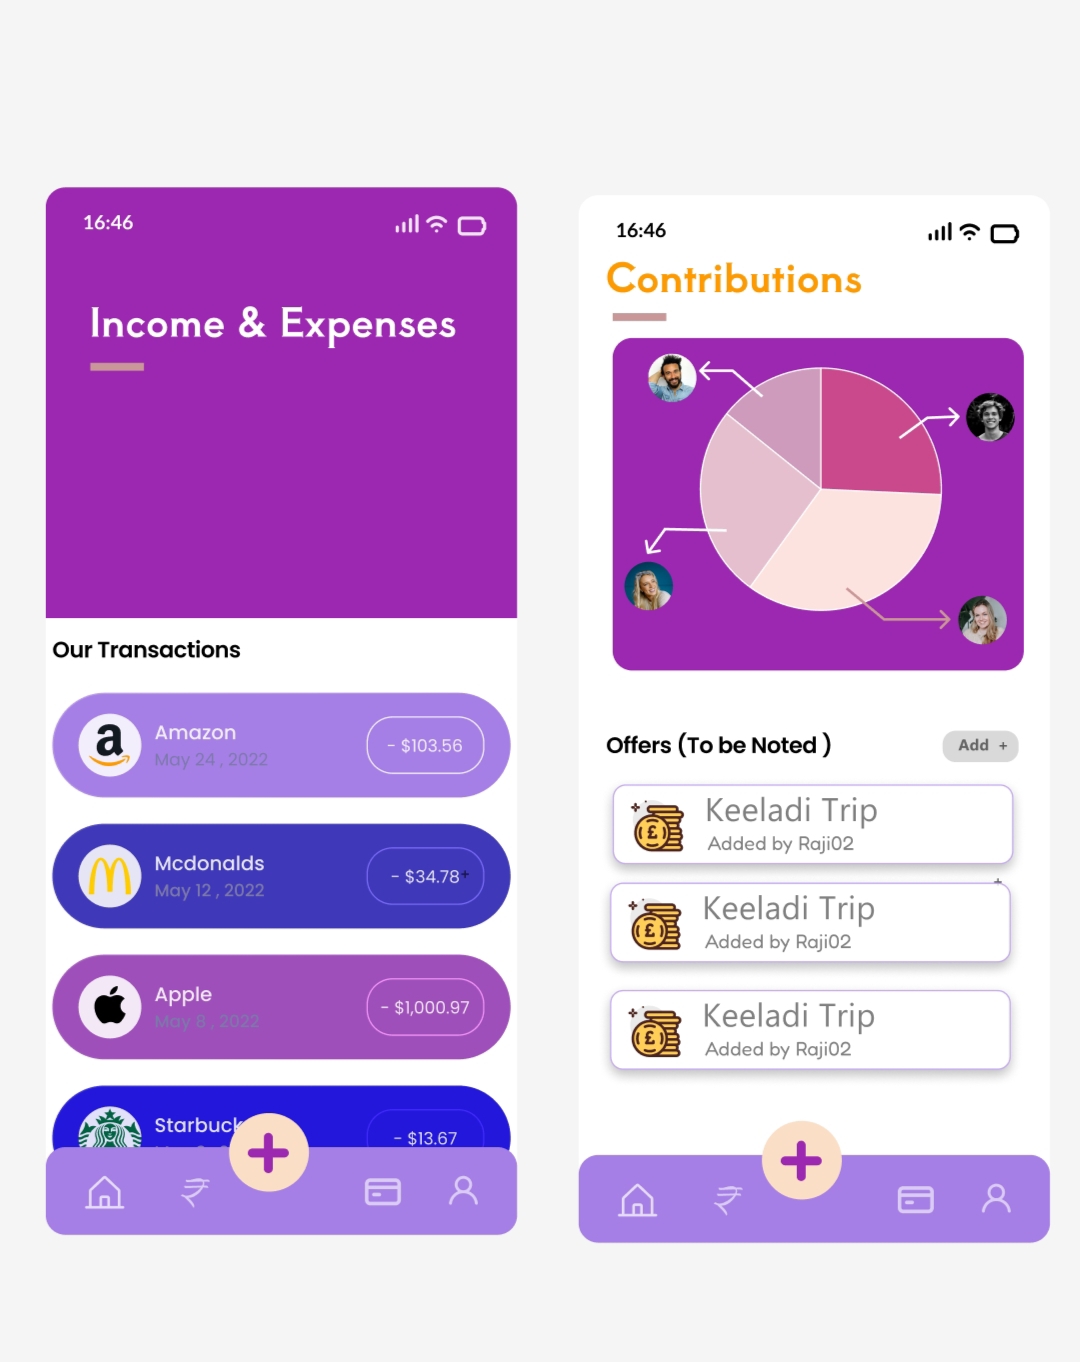 16:46
Income & Expenses
Our Transactions
Amazon
May 24 , 2022
- $103.56
Mcdonalds
May 12 , 2022
- $34.78+
Apple
May 8 , 2022
- $1,000.97
- $13.67
16:46
Contributions
Offers (To be Noted )
Add +
Keeladi Trip
Added by Raji02
+
Keeladi Trip
Added by Raji02
Keeladi Trip
Added by Raji02